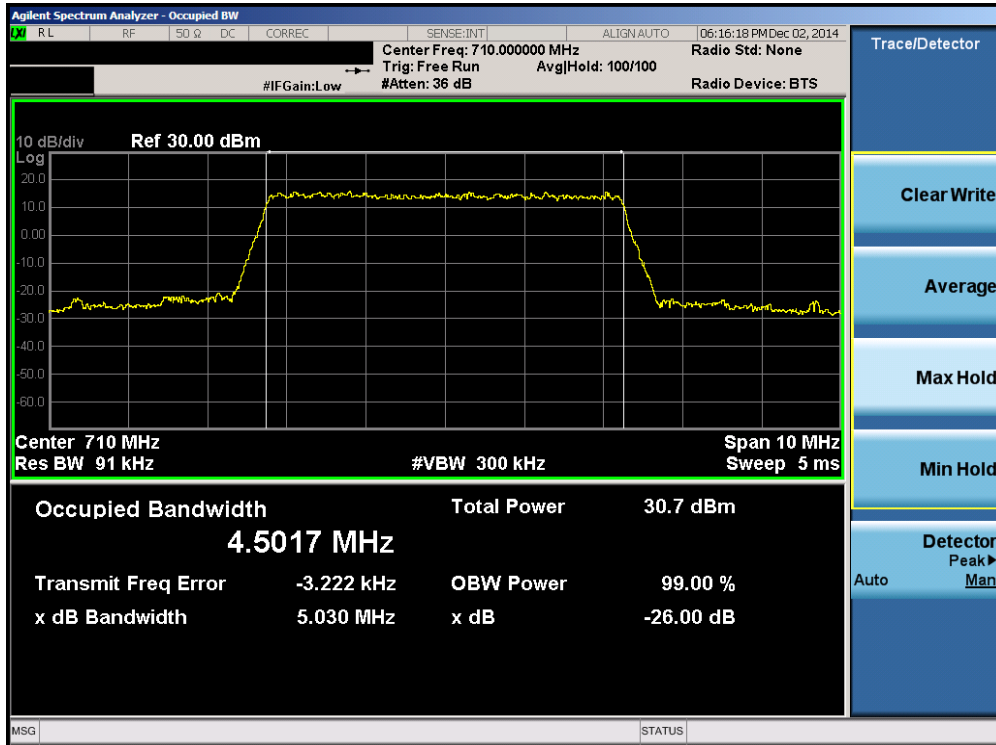 Agilent Spectrum Analyzer - Occupied BW
LXI RL RF 50 Ω DC CORREC SENSE:INT ALIGN AUTO 06:16:18 PM Dec 02, 2014
Center Freq: 710.000000 MHz Radio Std: None
Trig: Free Run Avg|Hold: 100/100
#IFGain:Low #Atten: 36 dB Radio Device: BTS
10 dB/div Ref 30.00 dBm
Log
20.0
10.0
0.00
-10.0
-20.0
-30.0
-40.0
-50.0
-60.0
Center 710 MHz Span 10 MHz
Res BW 91 kHz #VBW 300 kHz Sweep 5 ms
Occupied Bandwidth Total Power 30.7 dBm
4.5017 MHz
Transmit Freq Error -3.222 kHz OBW Power 99.00 %
x dB Bandwidth 5.030 MHz x dB -26.00 dB
MSG STATUS
Trace/Detector
Clear Write
Average
Max Hold
Min Hold
Detector
Peak▶
Auto Man